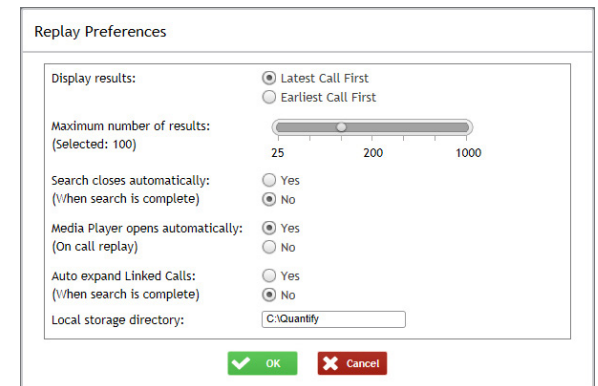 Replay Preferences
Display results:
Latest Call First
Earliest Call First
Maximum number of results:
(Selected: 100)
25 200 1000
Search closes automatically:
(When search is complete)
Yes
No
Media Player opens automatically:
(On call replay)
Yes
No
Auto expand Linked Calls:
(When search is complete)
Yes
No
Local storage directory:
C:\Quantify
OK Cancel